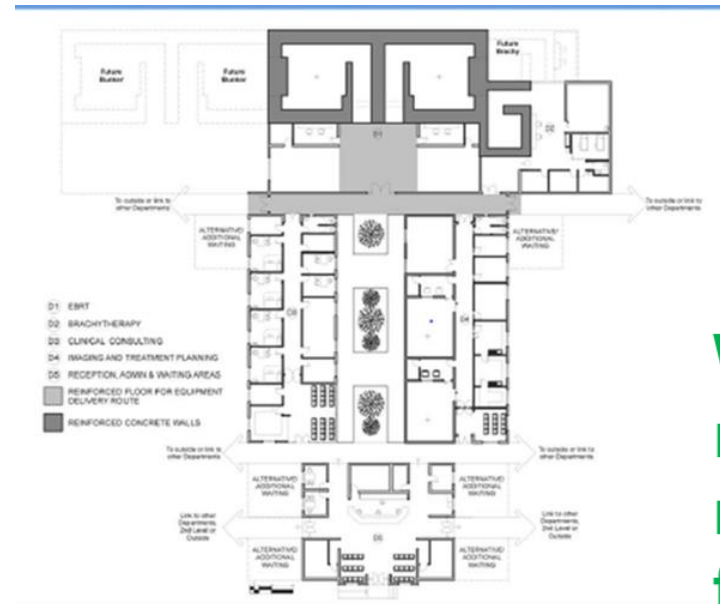 Future
Bunker
Future
Bunker
Future
Brachy
D1
D2
To outside or link to
other Departments
To outside or link to
other Departments
ALTERNATIVE/
ADDITIONAL
WAITING
ALTERNATIVE/
ADDITIONAL
WAITING
D3
D4
D1 EBRT
D2 BRACHYTHERAPY
D3 CLINICAL CONSULTING
D4 IMAGING AND TREATMENT PLANNING
D5 RECEPTION, ADMIN & WAITING AREAS
REINFORCED FLOOR FOR EQUIPMENT
DELIVERY ROUTE
REINFORCED CONCRETE WALLS
To outside or link to
other Departments
To outside or link to
other Departments
ALTERNATIVE/
ADDITIONAL
WAITING
ALTERNATIVE/
ADDITIONAL
WAITING
Link to other
Departments,
2nd Level or
Outside
Link to other
Departments,
2nd Level or
Outside
D5
ALTERNATIVE/
ADDITIONAL
WAITING
ALTERNATIVE/
ADDITIONAL
WAITING